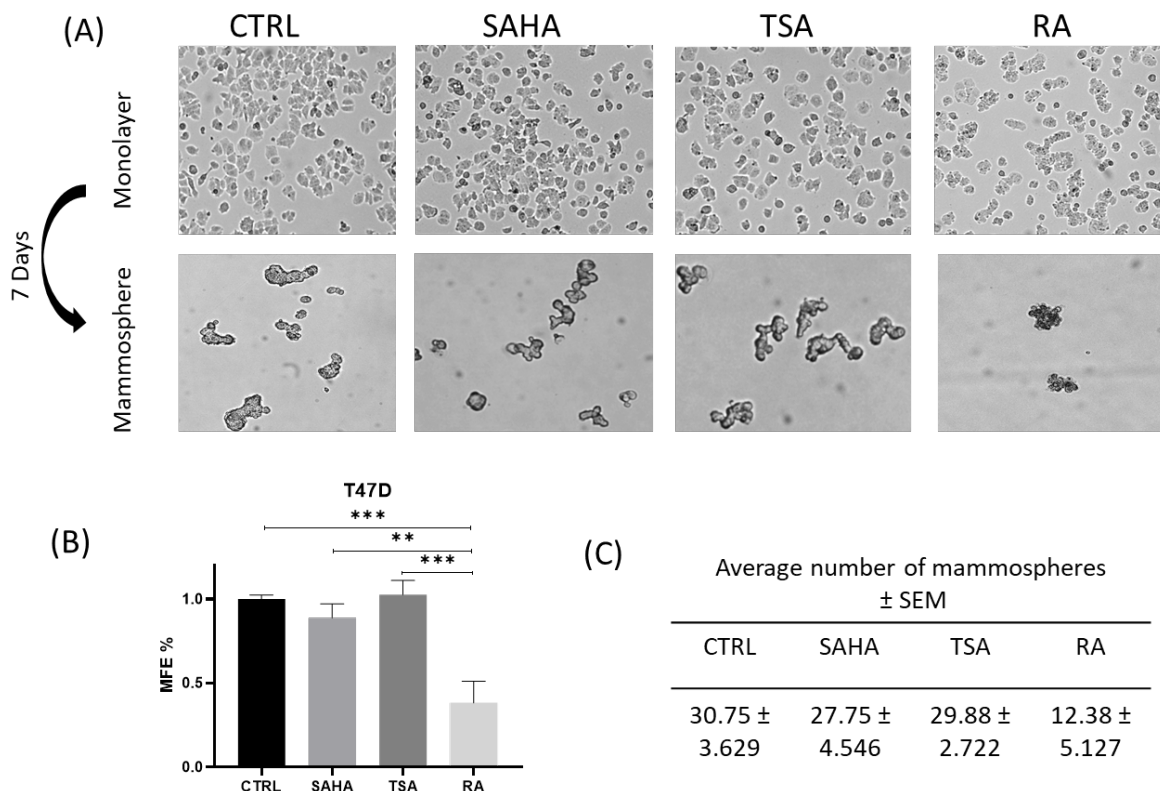 (A)
CTRL SAHA TSA RA
Monolayer
7 Days
Mammosphere
(B)
T47D
***
**
***
MFE %
1.0
0.5
0.0
CTRL SAHA TSA RA
(C)
Average number of mammospheres
± SEM
CTRL SAHA TSA RA
30.75 ± 27.75 ± 29.88 ± 12.38 ±
3.629 4.546 2.722 5.127